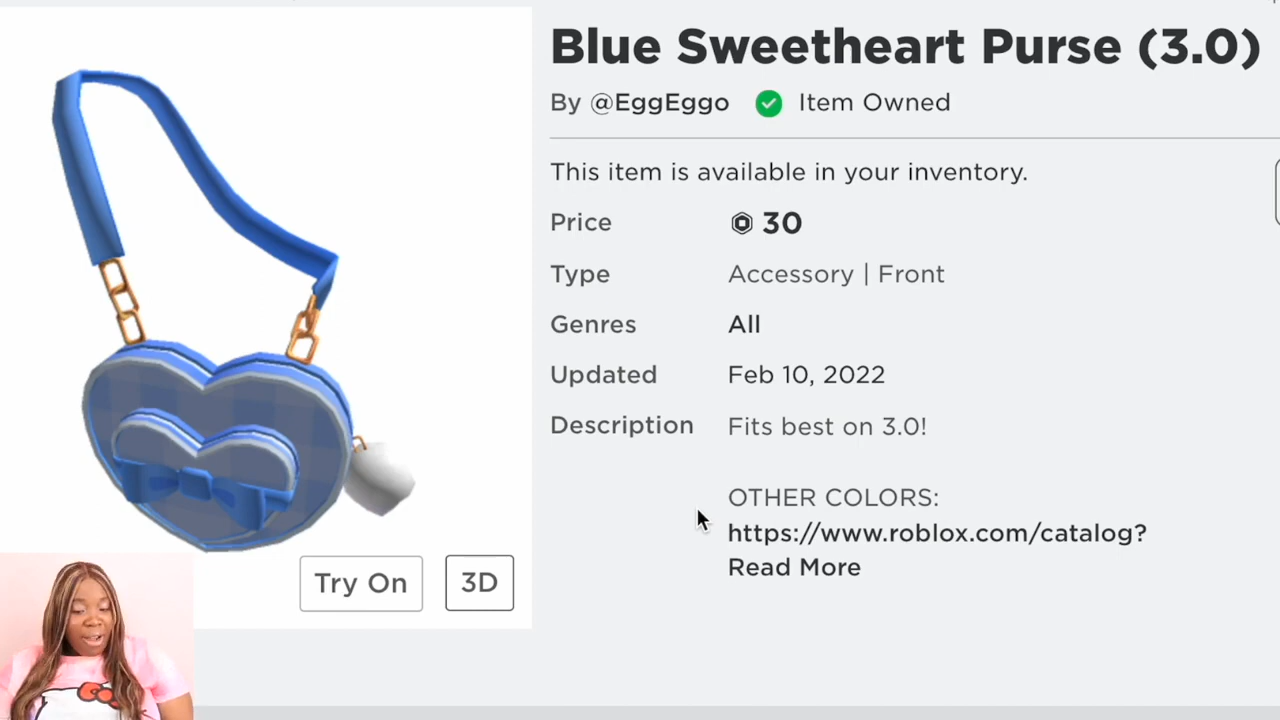 Blue Sweetheart Purse (3.0)
By @EggEggo Item Owned
This item is available in your inventory.
Price 30
Type Accessory | Front
Genres All
Updated Feb 10, 2022
Description Fits best on 3.0!
OTHER COLORS:
https://www.roblox.com/catalog?
Read More
Try On 3D